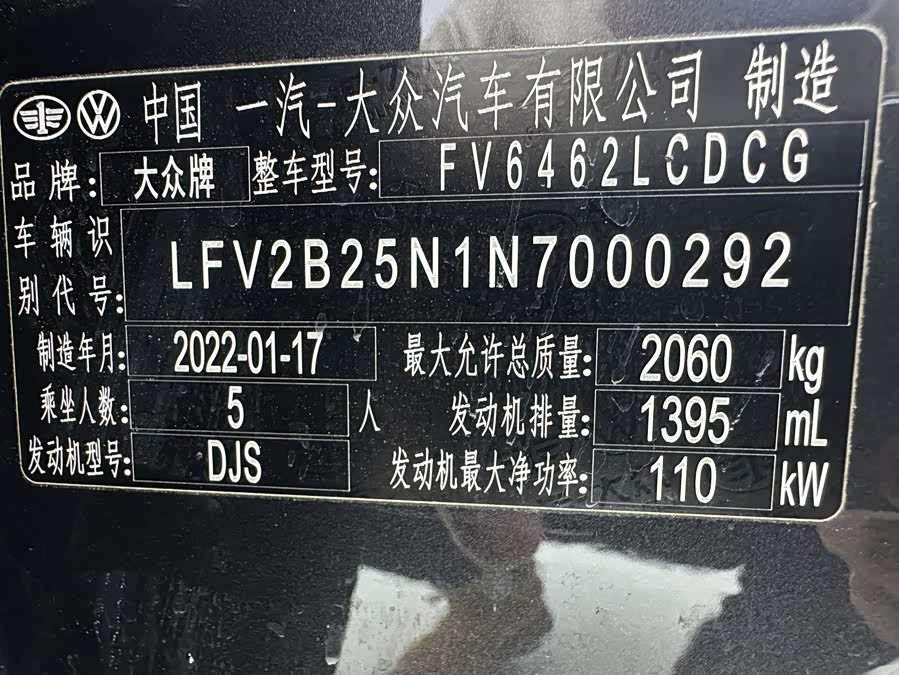 中国 一汽-大众汽车有限公司 制造
品牌: 大众牌 整车型号: FV6462LCDCG
车辆识别代号: LFV2B25N1N7000292
制造年月: 2022-01-17 最大允许总质量: 2060 kg
乘坐人数: 5 人 发动机排量: 1395 mL
发动机型号: DJS 发动机最大净功率: 110 kW